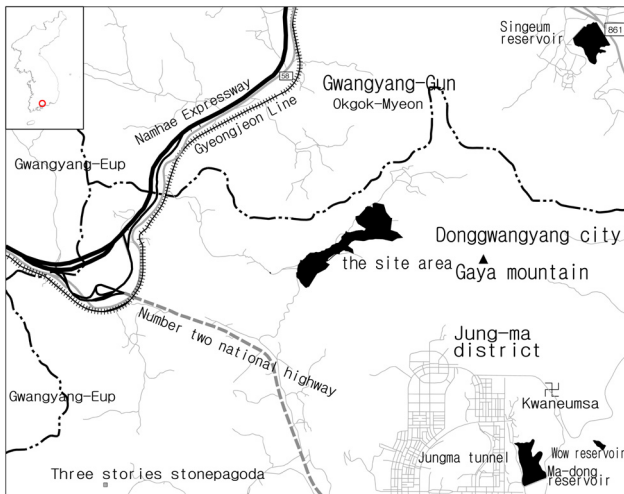 Singeum
reservoir
861
58
Gwangyang-Gun
Okgok-Myeon
Namhae Expressway
Gyeongjeon Line
Gwangyang-Eup
Donggwangyang city
the site area
Gaya mountain
Number two national highway
Jung-ma
district
Gwangyang-Eup
Kwaneumsa
Jungma tunnel
Wow reservoir
Ma-dong
reservoir
Three stories stonepagoda